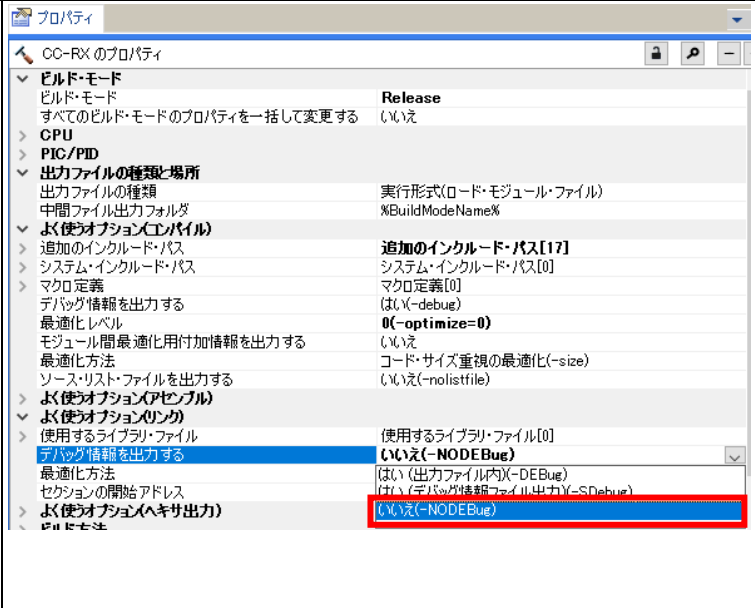 プロパティ
CC-RX のプロパティ
ビルド・モード
ビルド・モード Release
すべてのビルド・モードのプロパティを一括して変更する いいえ
CPU
PIC/PID
出力ファイルの種類と場所
出力ファイルの種類 実行形式(ロード・モジュール・ファイル)
中間ファイル出力フォルダ %BuildModeName%
よく使うオプション(コンパイル)
追加のインクルード・パス 追加のインクルード・パス[17]
システム・インクルード・パス システム・インクルード・パス[0]
マクロ定義 マクロ定義[0]
デバッグ情報を出力する はい(-debug)
最適化レベル 0(-optimize=0)
モジュール間最適化用付加情報を出力する いいえ
最適化方法 コード・サイズ重視の最適化(-size)
ソース・リスト・ファイルを出力する いいえ(-nolistfile)
よく使うオプション(アセンブル)
よく使うオプション(リンク)
使用するライブラリ・ファイル 使用するライブラリ・ファイル[0]
デバッグ情報を出力する いいえ(-NODEBug)
最適化方法 はい(出力ファイル内)(-DEBug)
セクションの開始アドレス はい(デバッグ情報ファイル出力)(-SDebug)
よく使うオプション(ヘキサ出力) いいえ(-NODEBug)
ビルド方法